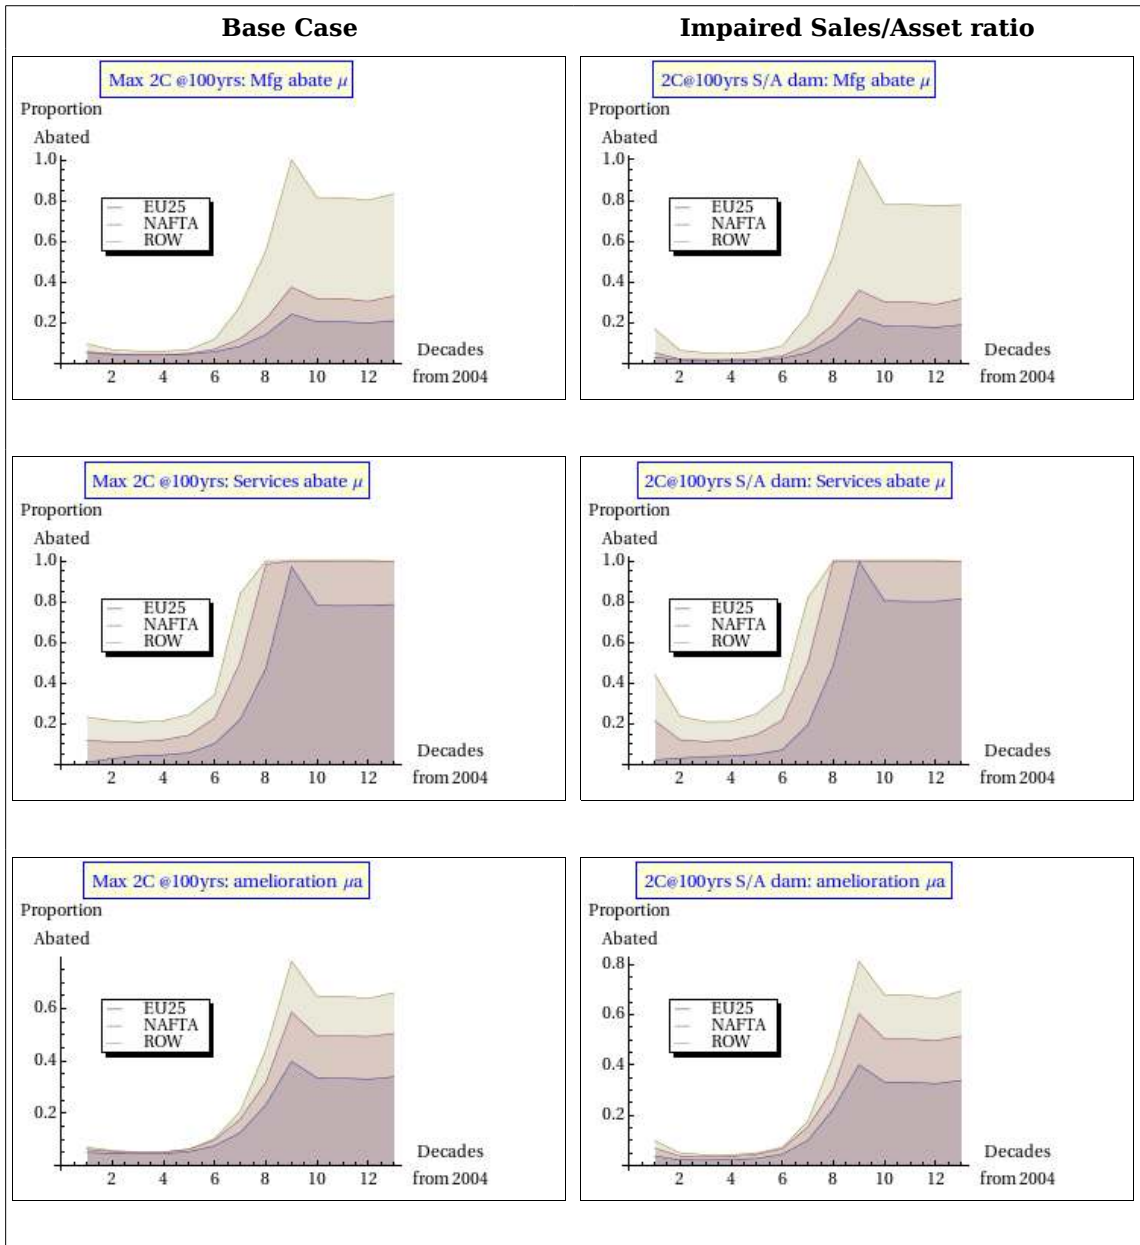 Base Case
Impaired Sales/Asset ratio
Max 2C @100yrs: Mfg abate μ
Proportion
Abated
1.0
0.8
0.6
0.4
0.2
EU25
NAFTA
ROW
2 4 6 8 10 12
Decades
from 2004
2C@100yrs S/A dam: Mfg abate μ
Proportion
Abated
1.0
0.8
0.6
0.4
0.2
EU25
NAFTA
ROW
2 4 6 8 10 12
Decades
from 2004
Max 2C @100yrs: Services abate μ
Proportion
Abated
1.0
0.8
0.6
0.4
0.2
EU25
NAFTA
ROW
2 4 6 8 10 12
Decades
from 2004
2C@100yrs S/A dam: Services abate μ
Proportion
Abated
1.0
0.8
0.6
0.4
0.2
EU25
NAFTA
ROW
2 4 6 8 10 12
Decades
from 2004
Max 2C @100yrs: amelioration μa
Proportion
Abated
0.6
0.4
0.2
EU25
NAFTA
ROW
2 4 6 8 10 12
Decades
from 2004
2C@100yrs S/A dam: amelioration μa
Proportion
Abated
0.8
0.6
0.4
0.2
EU25
NAFTA
ROW
2 4 6 8 10 12
Decades
from 2004